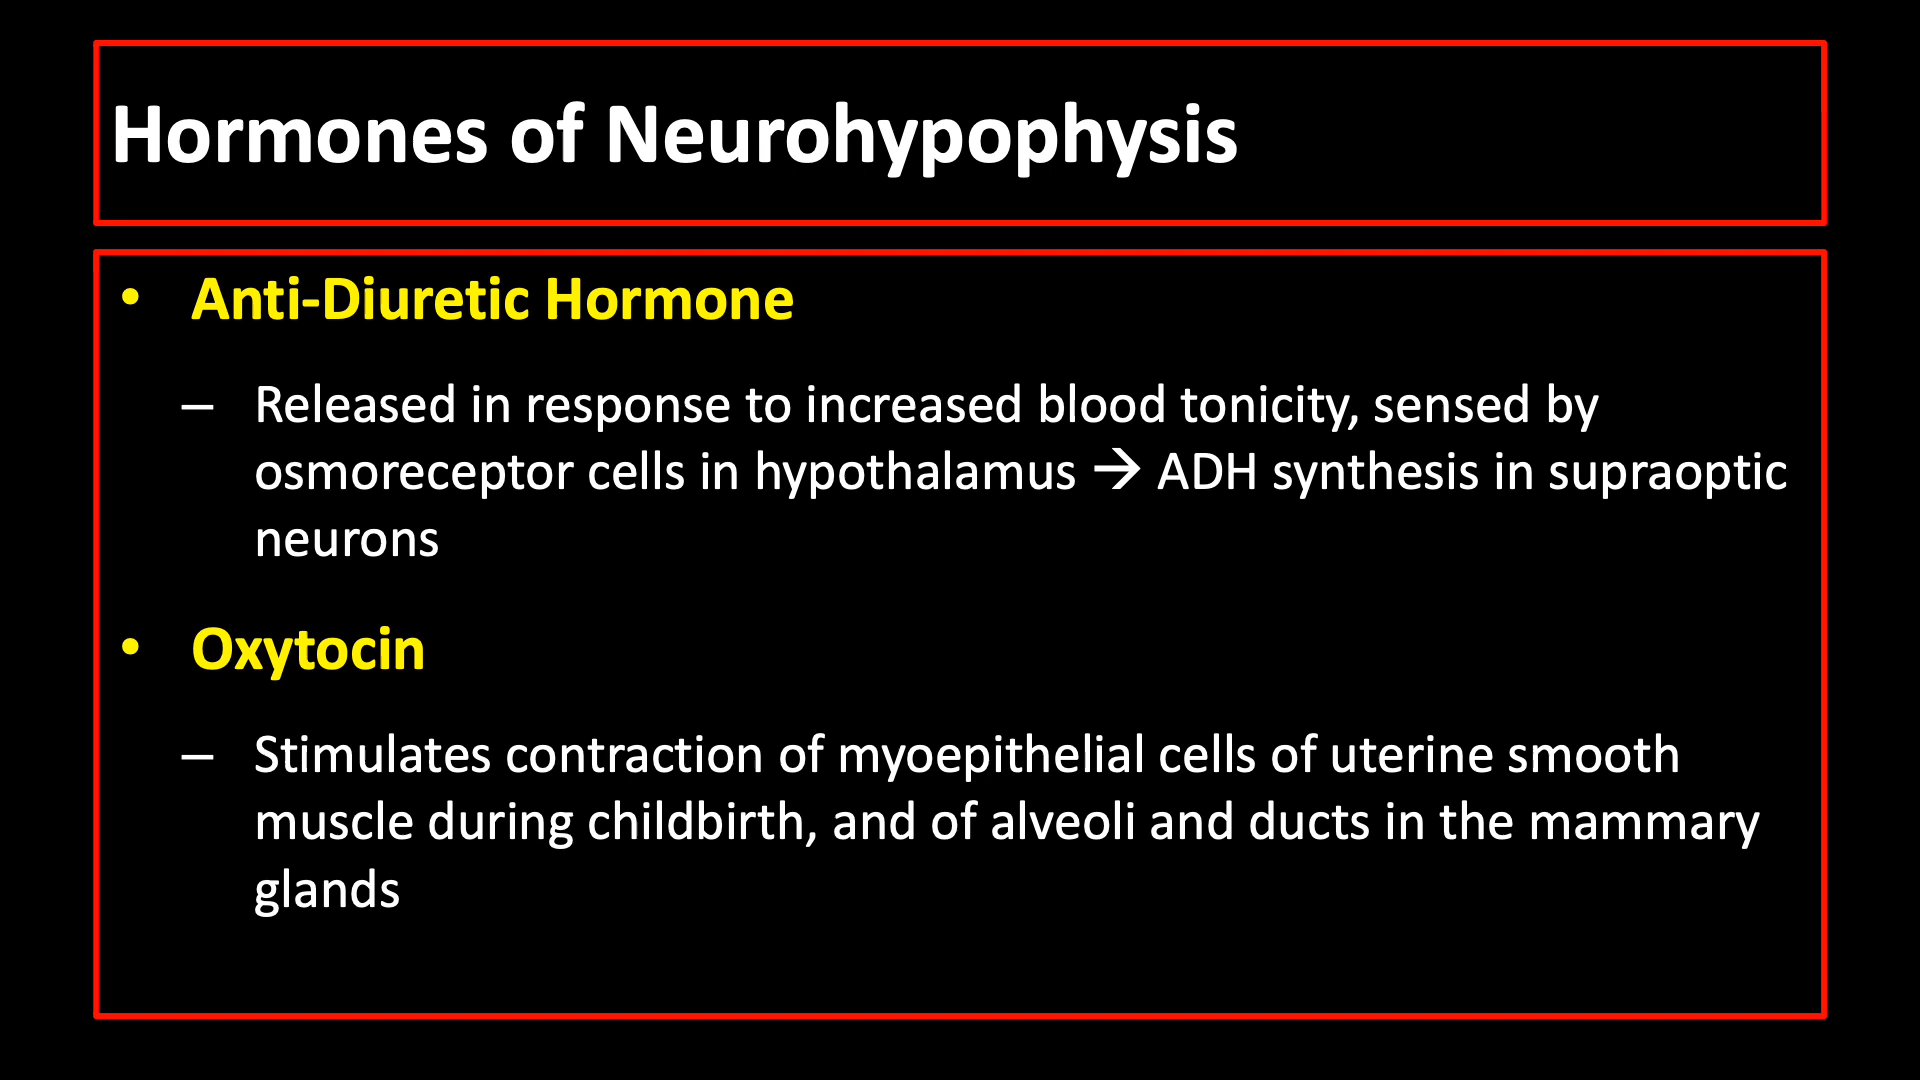 Hormones of Neurohypophysis
• Anti-Diuretic Hormone
– Released in response to increased blood tonicity, sensed by
osmoreceptor cells in hypothalamus → ADH synthesis in supraoptic
neurons
• Oxytocin
– Stimulates contraction of myoepithelial cells of uterine smooth
muscle during childbirth, and of alveoli and ducts in the mammary
glands